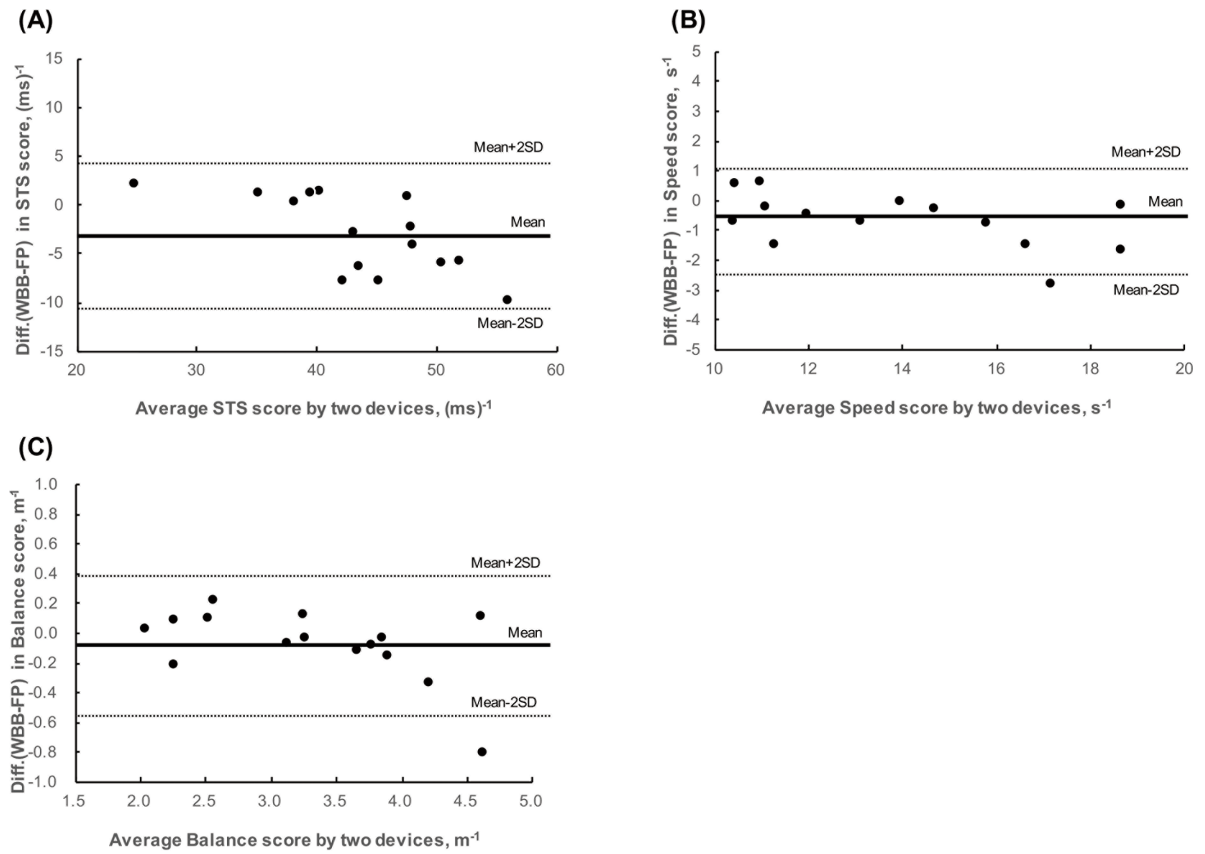 (A)
15
10
5
0
-5
-10
-15
Diff.(WBB-FP) in STS score, (ms)⁻¹
Mean+2SD
Mean
Mean-2SD
20 30 40 50 60
Average STS score by two devices, (ms)⁻¹
(B)
5
4
3
2
1
0
-1
-2
-3
-4
-5
Diff.(WBB-FP) in Speed score, s⁻¹
Mean+2SD
Mean
Mean-2SD
10 12 14 16 18 20
Average Speed score by two devices, s⁻¹
(C)
1.0
0.8
0.6
0.4
0.2
0.0
-0.2
-0.4
-0.6
-0.8
-1.0
Diff.(WBB-FP) in Balance score, m⁻¹
Mean+2SD
Mean
Mean-2SD
1.5 2.0 2.5 3.0 3.5 4.0 4.5 5.0
Average Balance score by two devices, m⁻¹